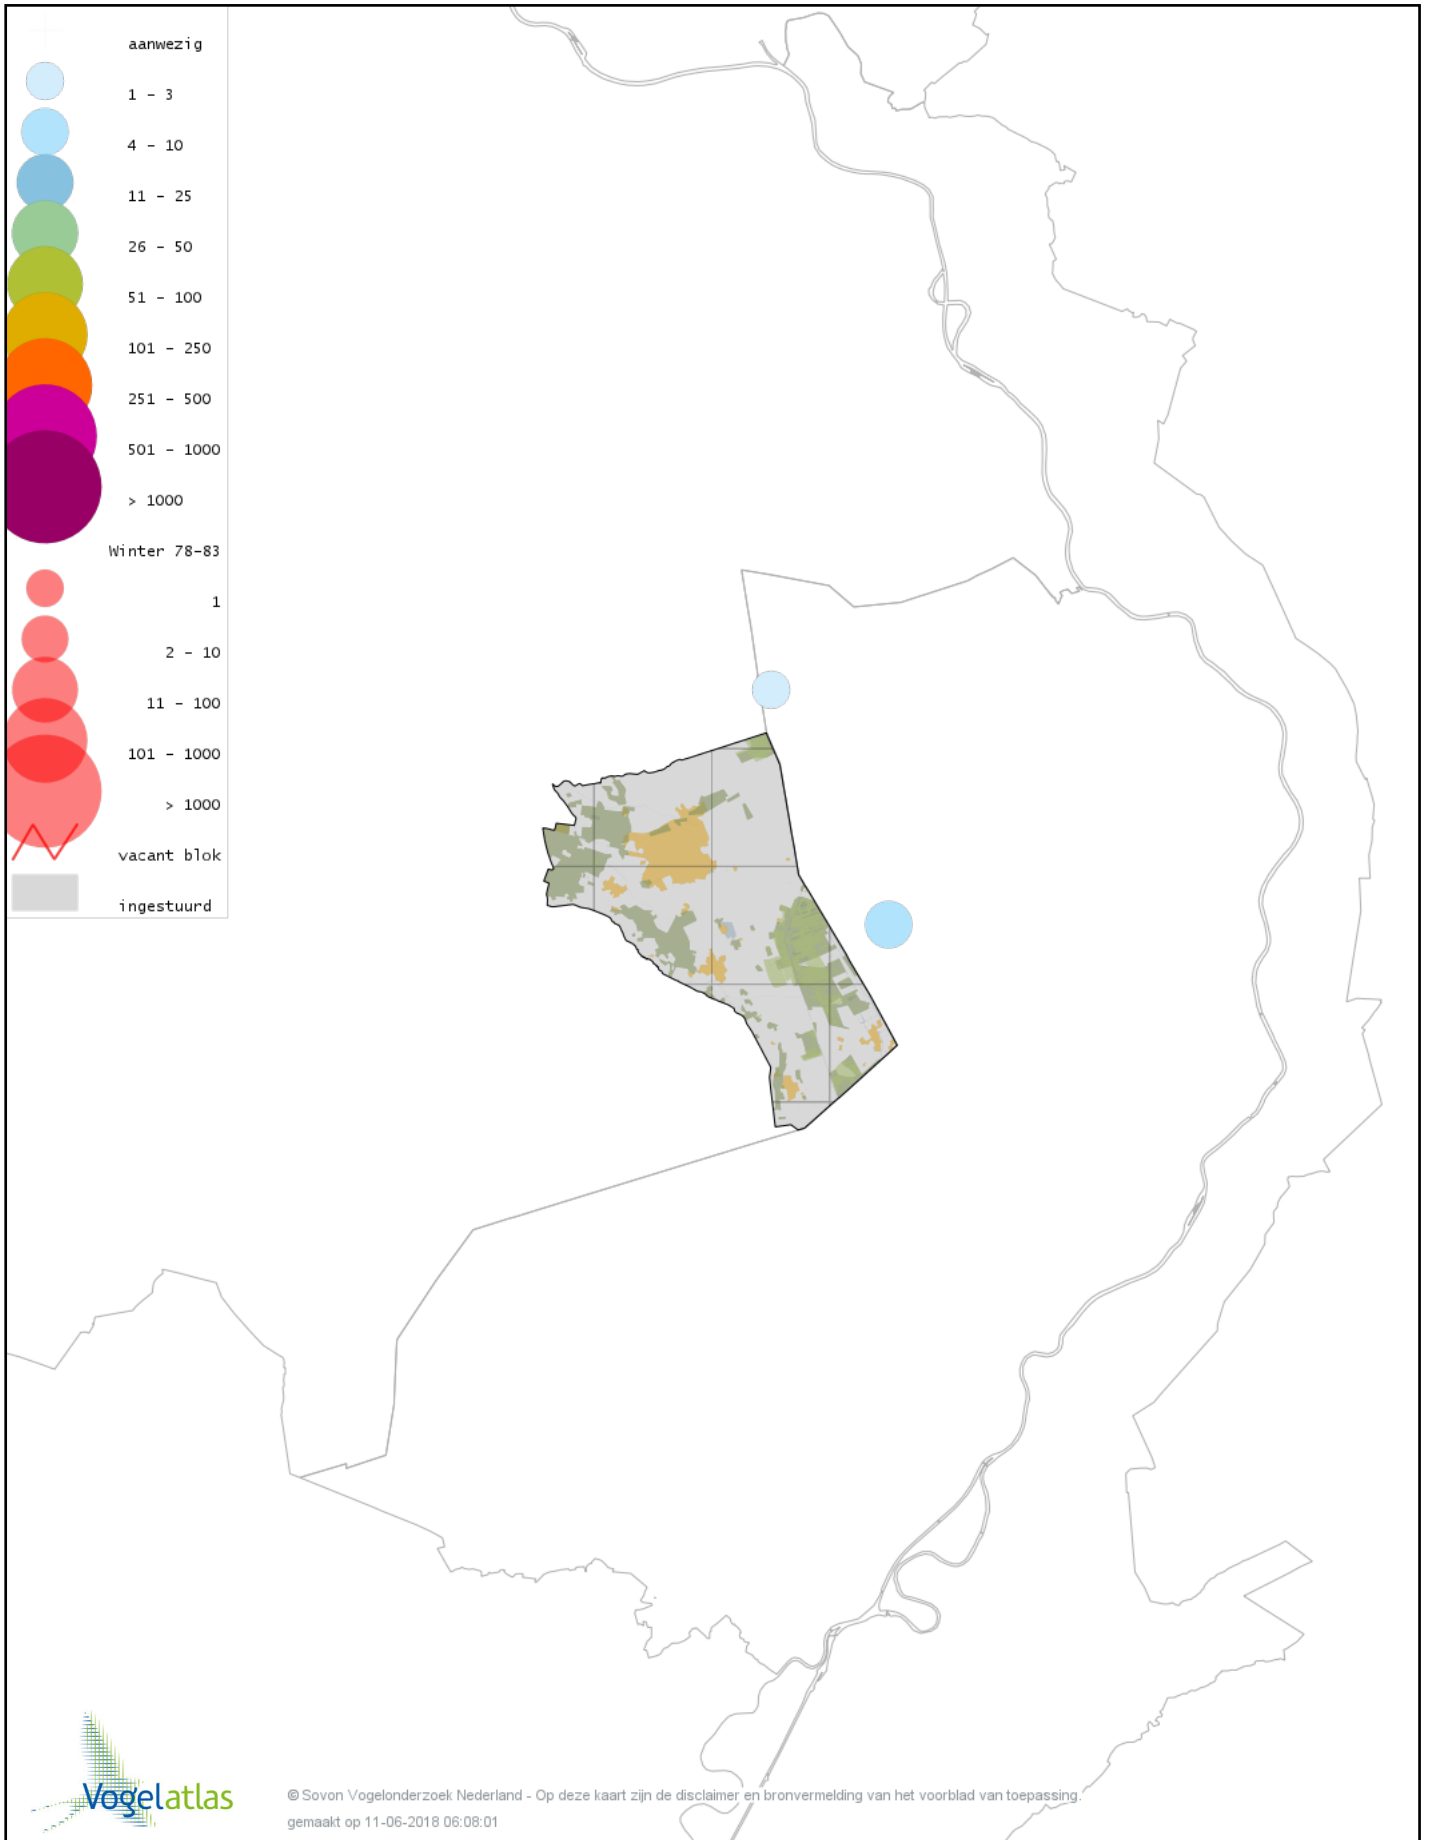 aanwezig
1 – 3
4 – 10
11 – 25
26 – 50
51 – 100
101 – 250
251 – 500
501 – 1000
> 1000
Winter 78–83
1
2 – 10
11 – 100
101 – 1000
> 1000
vacant blok
ingestuurd
Vogelatlas
© Sovon Vogelonderzoek Nederland - Op deze kaart zijn de disclaimer en bronvermelding van het voorblad van toepassing.
gemaakt op 11-06-2018 06:08:01